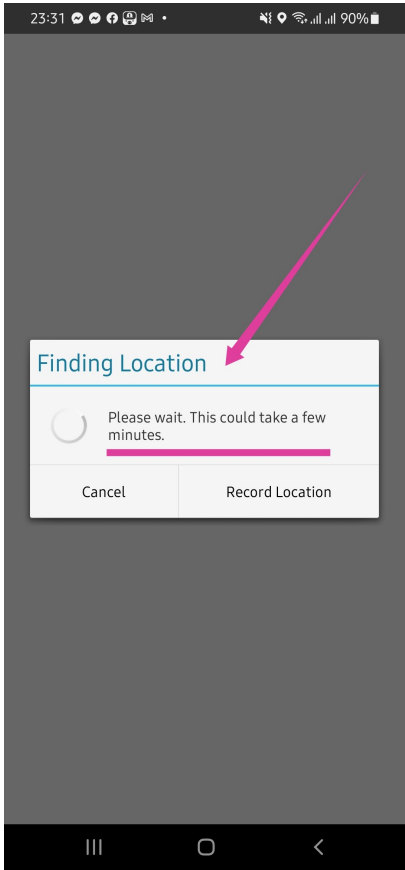 23:31 90%
Finding Location
Please wait. This could take a few
minutes.
Cancel Record Location